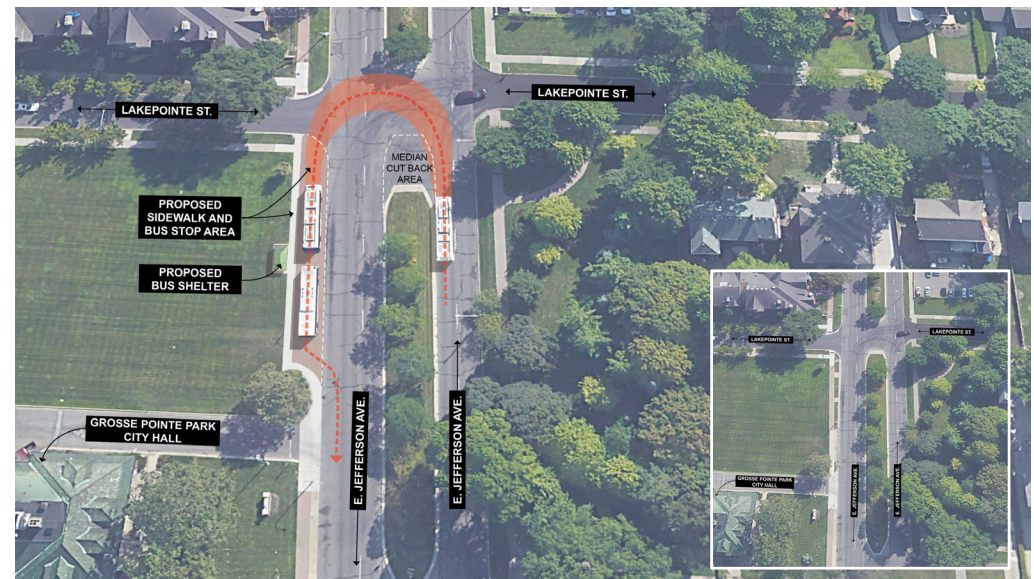 LAKEPOINTE ST.
LAKEPOINTE ST.
MEDIAN
CUT BACK
AREA
PROPOSED
SIDEWALK AND
BUS STOP AREA
PROPOSED
BUS SHELTER
GROSSE POINTE PARK
CITY HALL
E. JEFFERSON AVE.
E. JEFFERSON AVE.
LAKEPOINTE ST.
LAKEPOINTE ST.
GROSSE POINTE PARK
CITY HALL
E. JEFFERSON AVE.
E. JEFFERSON AVE.